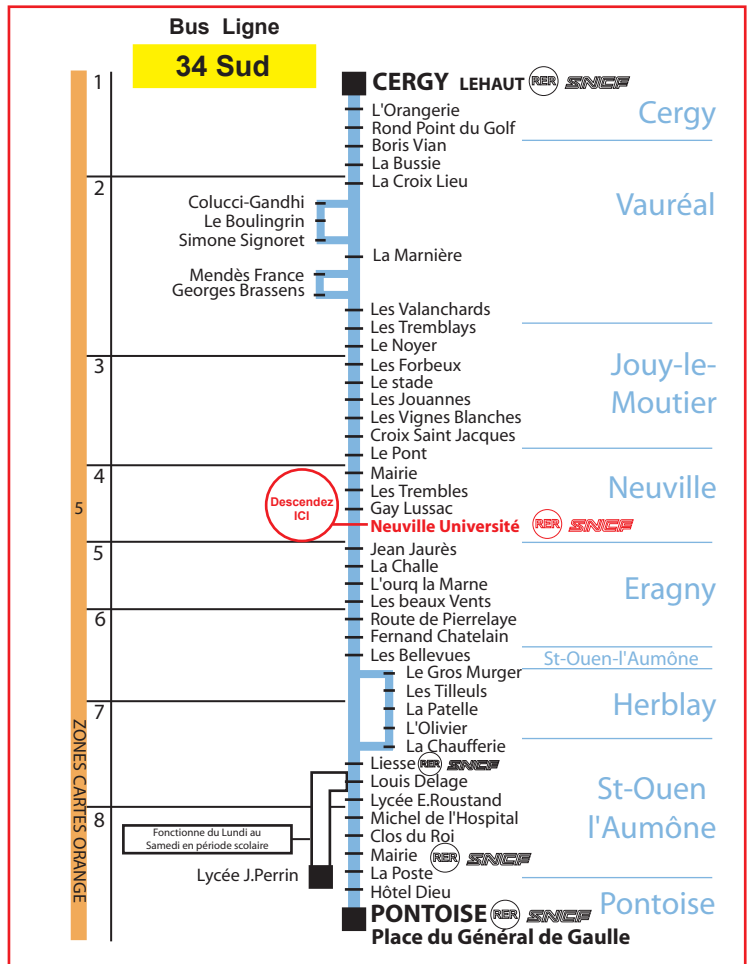 Bus Ligne
34 Sud
1
CERGY LEHAUT RER SNCF
L'Orangerie
Rond Point du Golf
Cergy
Boris Vian
La Bussie
2
La Croix Lieu
Vauréal
Colucci-Gandhi
Le Boulingrin
Simone Signoret
La Marnière
Mendès France
Georges Brassens
Les Valanchards
Les Tremblays
Le Noyer
3
Les Forbeux
Jouy-le-
Moutier
Le stade
Les Jouannes
Les Vignes Blanches
Croix Saint Jacques
Le Pont
4
Mairie
Neuville
Les Trembles
5
Descendez
ICI
Gay Lussac
Neuville Université RER SNCF
5
Jean Jaurès
La Challe
L'ourq la Marne
Eragny
Les beaux Vents
6
Route de Pierrelaye
Fernand Chatelain
Les Bellevues
St-Ouen-l'Aumône
Le Gros Murger
Les Tilleuls
7
La Patelle
Herblay
L'Olivier
La Chaufferie
Liesse RER SNCF
Louis Delage
St-Ouen
l'Aumône
Lycée E.Roustand
8
Michel de l'Hospital
Fonctionne du Lundi au
Samedi en période scolaire
Clos du Roi
Mairie RER SNCF
Lycée J.Perrin
La Poste
Hôtel Dieu
Pontoise
PONTOISE RER SNCF
Place du Général de Gaulle
ZONES CARTES ORANGE